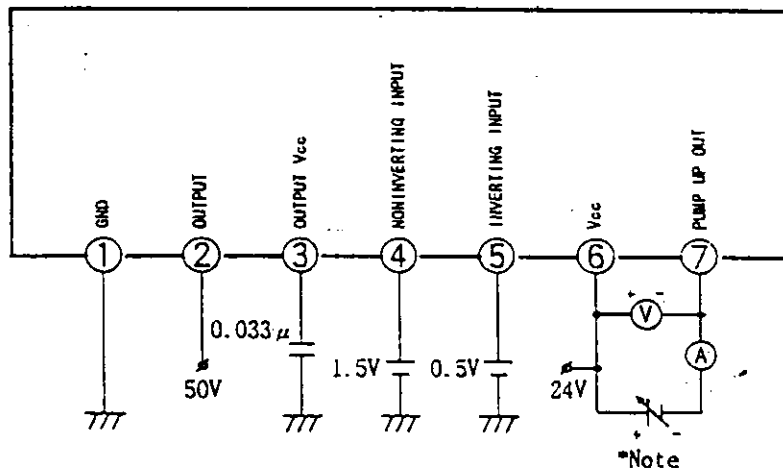 GND
OUTPUT
OUTPUT Vcc
NONINVERTING INPUT
INVERTING INPUT
Vcc
PUMP UP OUT
1 2 3 4 5 6 7
+ -
V
0.033μ
A
1.5V
0.5V
50V
24V
+ -
*Note